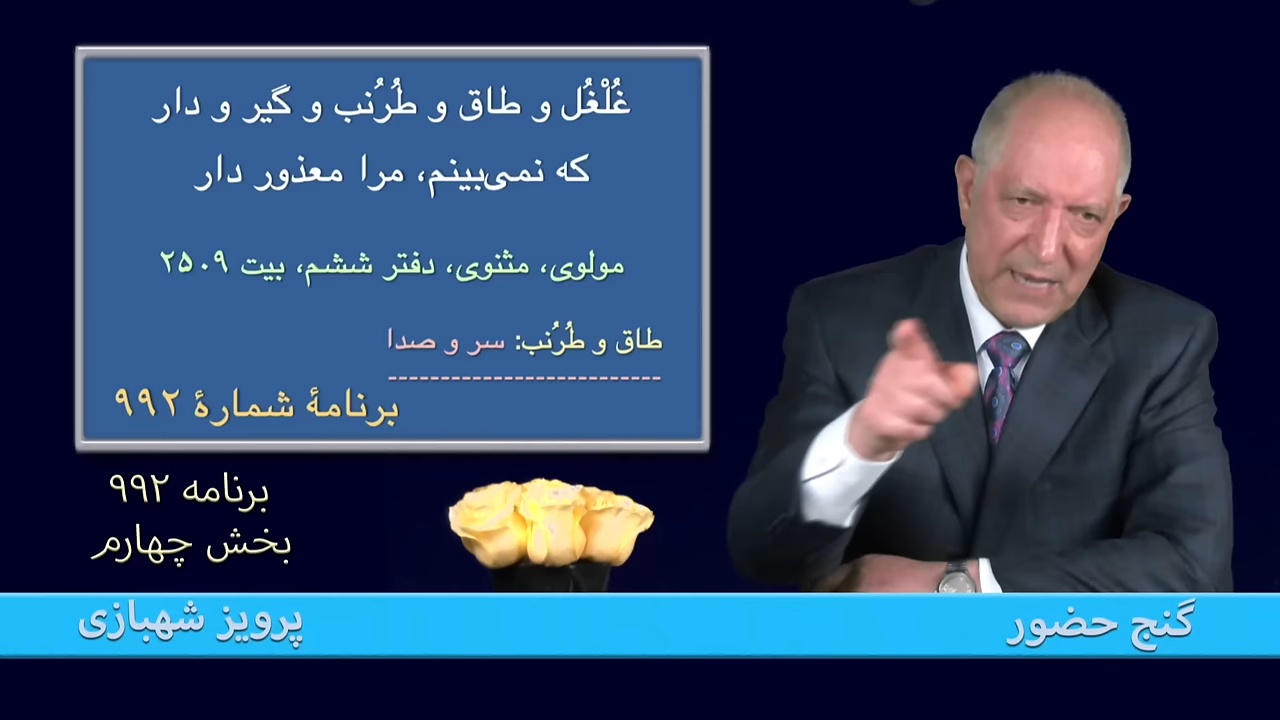 غُلْغُل و طاق و طُرُنب و گیر و دار
که نمی‌بینم، مرا معذور دار
مولوی، مثنوی، دفتر ششم، بیت ۲۵۰۹
طاق و طُرُنب: سر و صدا
--------------------------
برنامهٔ شمارهٔ ۹۹۲
برنامه ۹۹۲
بخش چهارم
گنج حضور
پرویز شهبازی